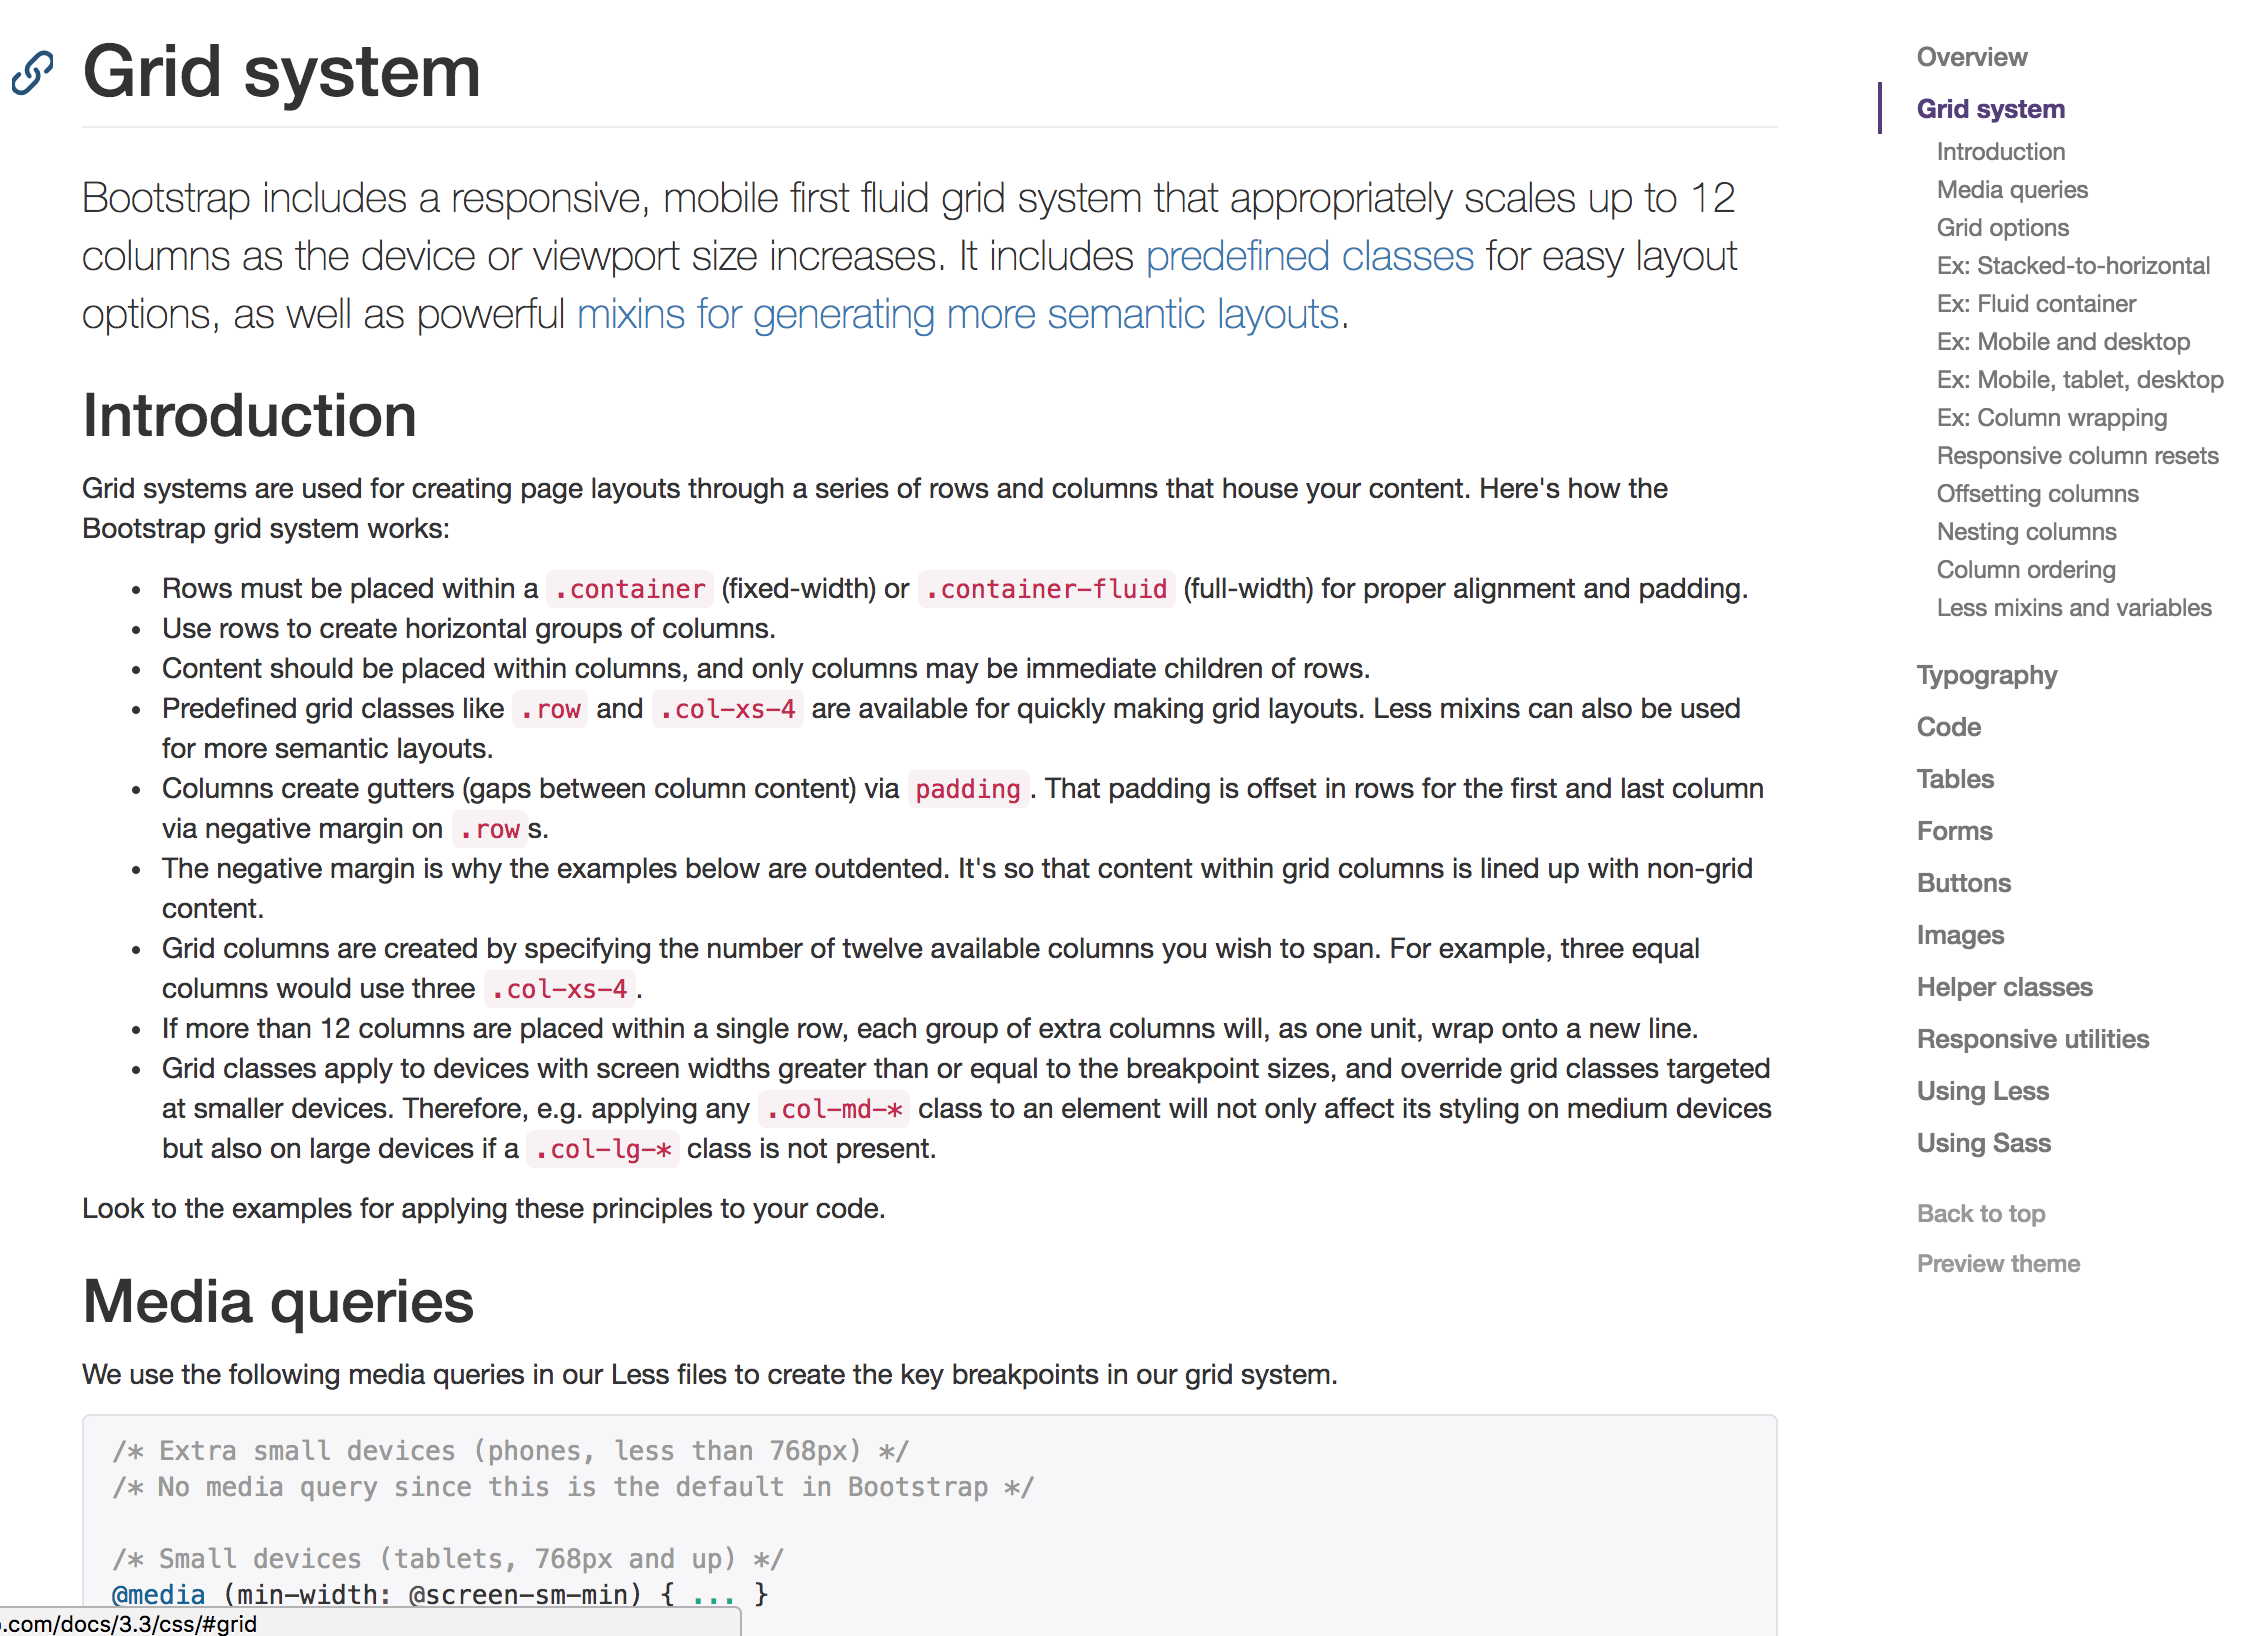 Grid system
Bootstrap includes a responsive, mobile first fluid grid system that appropriately scales up to 12
columns as the device or viewport size increases. It includes predefined classes for easy layout
options, as well as powerful mixins for generating more semantic layouts.
Introduction
Grid systems are used for creating page layouts through a series of rows and columns that house your content. Here's how the
Bootstrap grid system works:
• Rows must be placed within a .container (fixed-width) or .container-fluid (full-width) for proper alignment and padding.
• Use rows to create horizontal groups of columns.
• Content should be placed within columns, and only columns may be immediate children of rows.
• Predefined grid classes like .row and .col-xs-4 are available for quickly making grid layouts. Less mixins can also be used
for more semantic layouts.
• Columns create gutters (gaps between column content) via padding. That padding is offset in rows for the first and last column
via negative margin on .rows.
• The negative margin is why the examples below are outdented. It's so that content within grid columns is lined up with non-grid
content.
• Grid columns are created by specifying the number of twelve available columns you wish to span. For example, three equal
columns would use three .col-xs-4.
• If more than 12 columns are placed within a single row, each group of extra columns will, as one unit, wrap onto a new line.
• Grid classes apply to devices with screen widths greater than or equal to the breakpoint sizes, and override grid classes targeted
at smaller devices. Therefore, e.g. applying any .col-md-* class to an element will not only affect its styling on medium devices
but also on large devices if a .col-lg-* class is not present.
Look to the examples for applying these principles to your code.
Media queries
We use the following media queries in our Less files to create the key breakpoints in our grid system.
/* Extra small devices (phones, less than 768px) */
/* No media query since this is the default in Bootstrap */
/* Small devices (tablets, 768px and up) */
@media (min-width: @screen-sm-min) { ... }
.com/docs/3.3/css/#grid
Overview
Grid system
Introduction
Media queries
Grid options
Ex: Stacked-to-horizontal
Ex: Fluid container
Ex: Mobile and desktop
Ex: Mobile, tablet, desktop
Ex: Column wrapping
Responsive column resets
Offsetting columns
Nesting columns
Column ordering
Less mixins and variables
Typography
Code
Tables
Forms
Buttons
Images
Helper classes
Responsive utilities
Using Less
Using Sass
Back to top
Preview theme